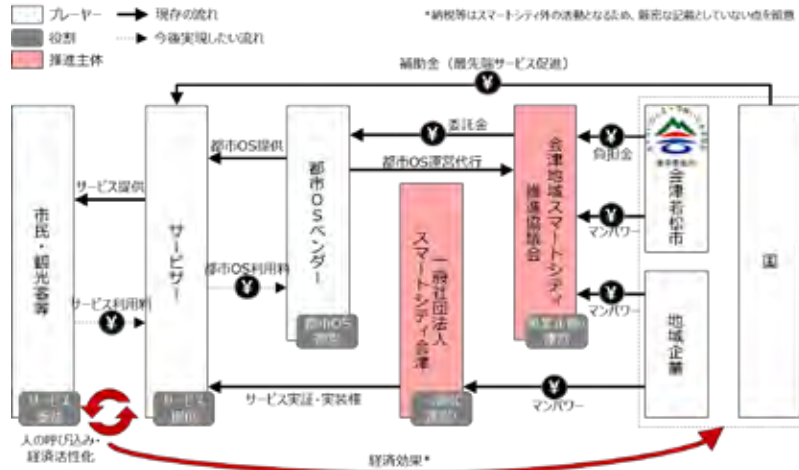 プレーヤー
現存の流れ
*納税等はスマートシティ外の活動となるため、厳密な記載としていない点を留意
役割
今後実現したい流れ
推進主体
補助金（最先端サービス促進）
委託金
負担金
都市OS提供
都市OS運営代行
サービス提供
マンパワー
市民・観光客等
サービサー
都市OSベンダー
一般社団法人
スマートシティ会津
会津地域スマートシティ
推進協議会
会津若松市
国
都市OS利用料
サービス利用料
マンパワー
地域企業
都市OS
サービス実証・実装権
マンパワー
サービス
サービス
人の呼び込み・
経済活性化
経済効果*